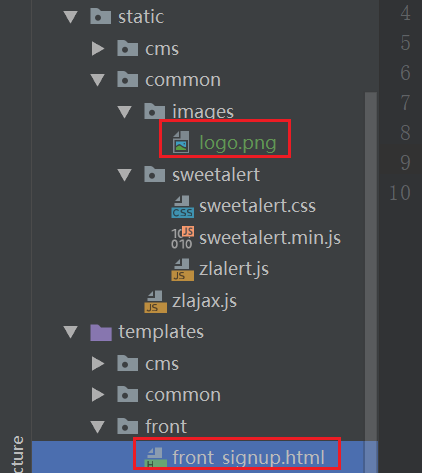 static
cms
common
images
logo.png
sweetalert
sweetalert.css
sweetalert.min.js
zlalert.js
zlajax.js
templates
cms
common
front
front_signup.html
4
5
6
7
8
9
10
cture